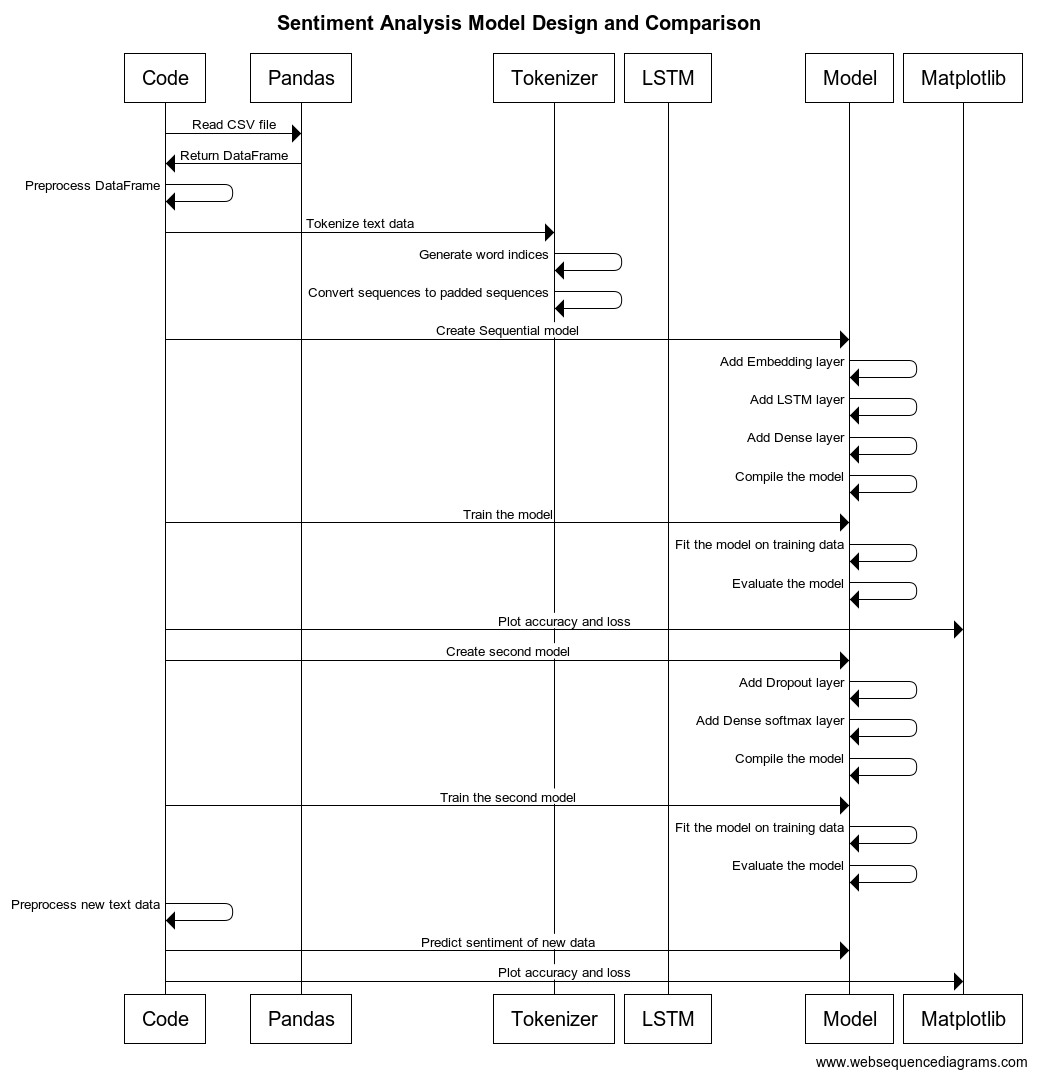 Sentiment Analysis Model Design and Comparison
Code
Pandas
Tokenizer
LSTM
Model
Matplotlib
Read CSV file
Return DataFrame
Preprocess DataFrame
Tokenize text data
Generate word indices
Convert sequences to padded sequences
Create Sequential model
Add Embedding layer
Add LSTM layer
Add Dense layer
Compile the model
Train the model
Fit the model on training data
Evaluate the model
Plot accuracy and loss
Create second model
Add Dropout layer
Add Dense softmax layer
Compile the model
Train the second model
Fit the model on training data
Evaluate the model
Preprocess new text data
Predict sentiment of new data
Plot accuracy and loss
Code
Pandas
Tokenizer
LSTM
Model
Matplotlib
www.websequencediagrams.com